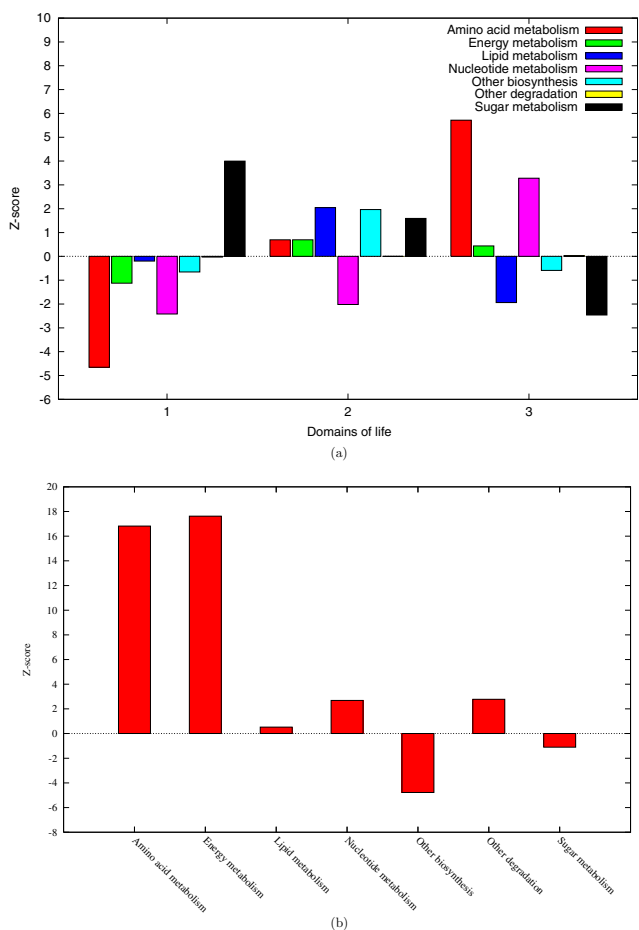 10
9
8
7
6
5
4
3
2
1
0
-1
-2
-3
-4
-5
-6
Z-score
Amino acid metabolism
Energy metabolism
Lipid metabolism
Nucleotide metabolism
Other biosynthesis
Other degradation
Sugar metabolism
1 2 3
Domains of life
(a)
20
18
16
14
12
10
8
6
4
2
0
-2
-4
-6
-8
Z-score
Amino acid metabolism
Energy metabolism
Lipid metabolism
Nucleotide metabolism
Other biosynthesis
Other degradation
Sugar metabolism
(b)